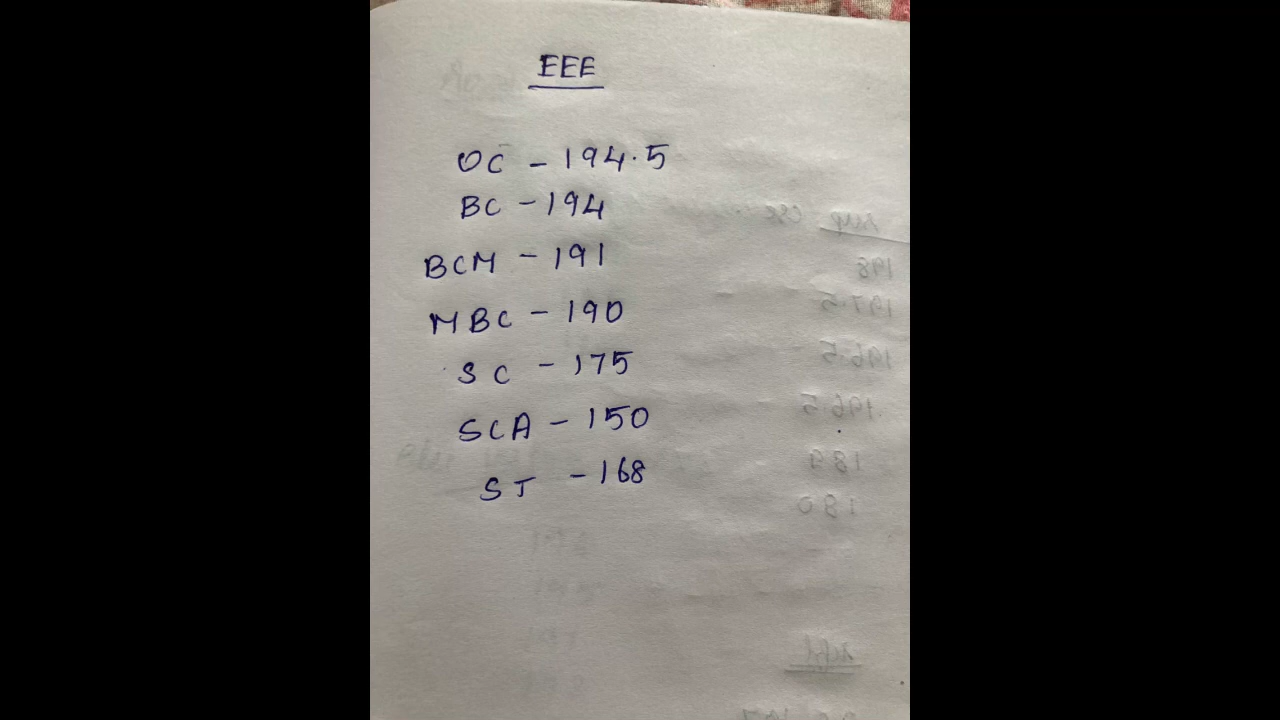 EEE
OC - 194.5
BC - 194
BCM - 191
MBC - 190
SC - 175
SCA - 150
ST - 168